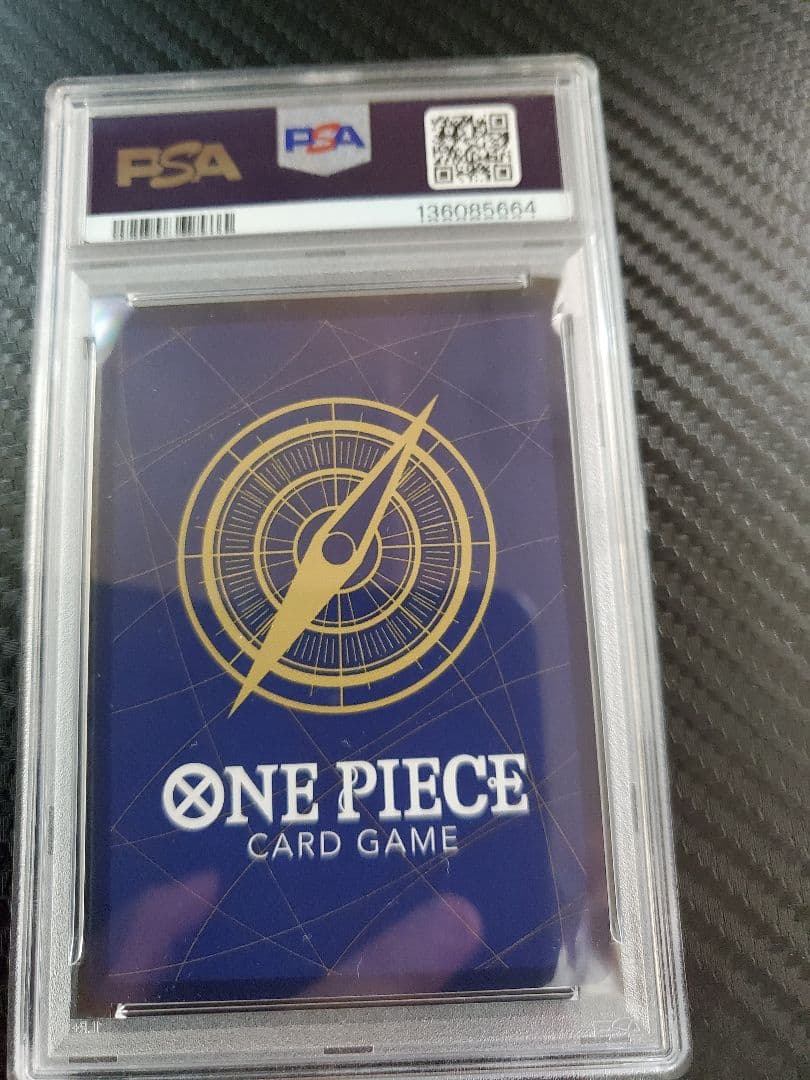 PSA
PSA
136085664
ONE PIECE
CARD GAME